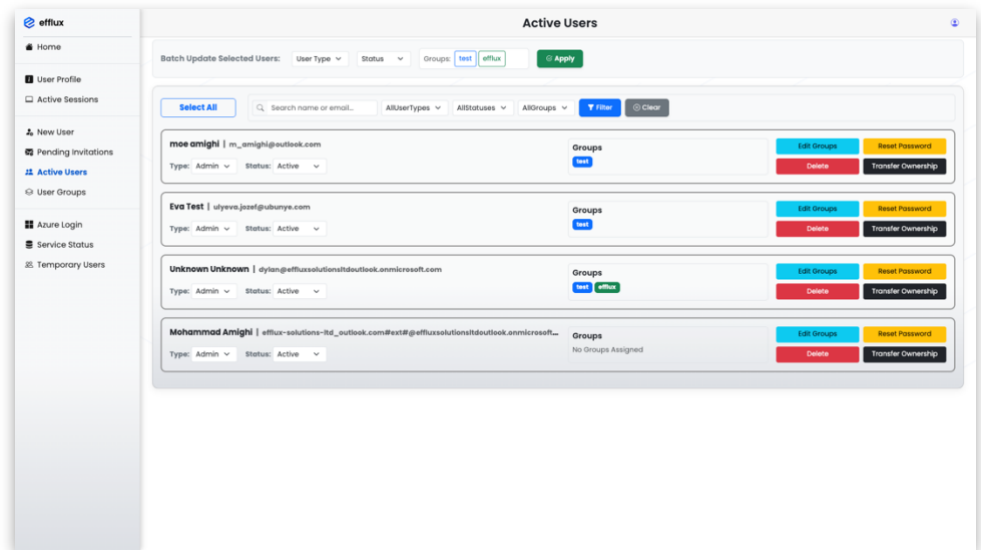 efflux
Active Users
Home
User Profile
Active Sessions
New User
Pending Invitations
Active Users
User Groups
Azure Login
Service Status
Temporary Users
Batch Update Selected Users: User Type Status Groups: test efflux Apply
Select All Search name or email... AllUserTypes AllStatuses AllGroups Filter Clear
moe amighi | m_amighi@outlook.com
Type: Admin Status: Active
Groups
test
Edit Groups Reset Password
Delete Transfer Ownership
Eva Test | ulyeva.jozef@ubunye.com
Type: Admin Status: Active
Groups
test
Edit Groups Reset Password
Delete Transfer Ownership
Unknown Unknown | dylan@effluxsolutionsltdoutlook.onmicrosoft.com
Type: Admin Status: Active
Groups
test efflux
Edit Groups Reset Password
Delete Transfer Ownership
Mohammad Amighi | efflux-solutions-ltd_outlook.com#ext#@effluxsolutionsltdoutlook.onmicrosoft...
Type: Admin Status: Active
Groups
No Groups Assigned
Edit Groups Reset Password
Delete Transfer Ownership